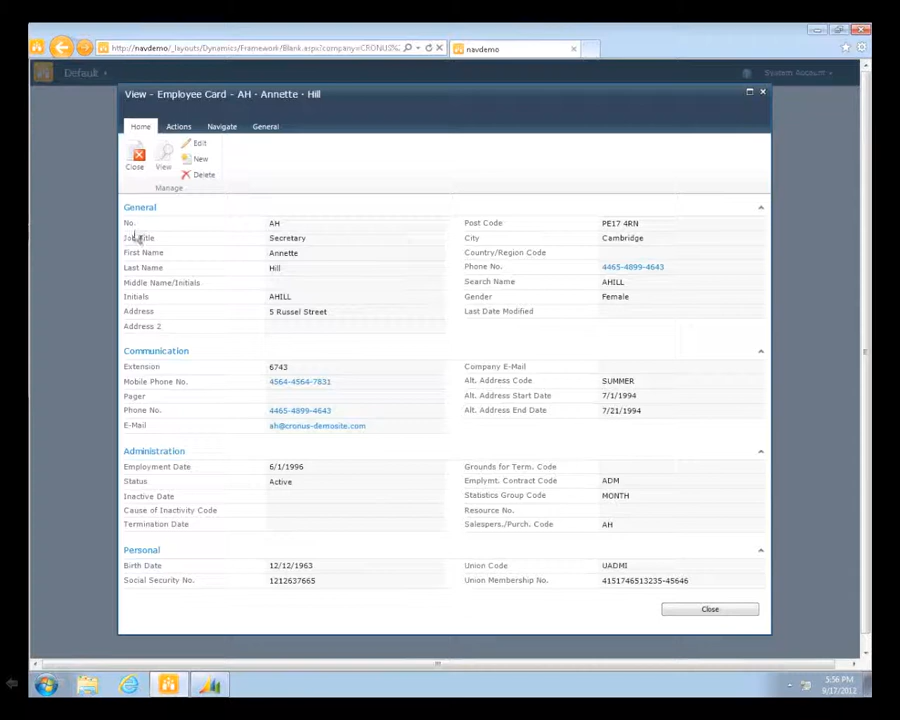 http://navdemo/_layouts/Dynamics/Framework/Blank.aspx?company=CRONUS%
navdemo
Default
System Account
View - Employee Card - AH · Annette · Hill
Home Actions Navigate General
Close View Edit
New
Delete
Manage
General
No. AH Post Code PE17 4RN
Job Title Secretary City Cambridge
First Name Annette Country/Region Code
Last Name Hill Phone No. 4465-4899-4643
Middle Name/Initials Search Name AHILL
Initials AHILL Gender Female
Address 5 Russel Street Last Date Modified
Address 2
Communication
Extension 6743 Company E-Mail
Mobile Phone No. 4564-4564-7831 Alt. Address Code SUMMER
Pager Alt. Address Start Date 7/1/1994
Phone No. 4465-4899-4643 Alt. Address End Date 7/21/1994
E-Mail ah@cronus-demosite.com
Administration
Employment Date 6/1/1996 Grounds for Term. Code
Status Active Emplymt. Contract Code ADM
Inactive Date Statistics Group Code MONTH
Cause of Inactivity Code Resource No.
Termination Date Salespers./Purch. Code AH
Personal
Birth Date 12/12/1963 Union Code UADMI
Social Security No. 1212637665 Union Membership No. 4151746513235-45646
Close
3:56 PM
9/17/2012